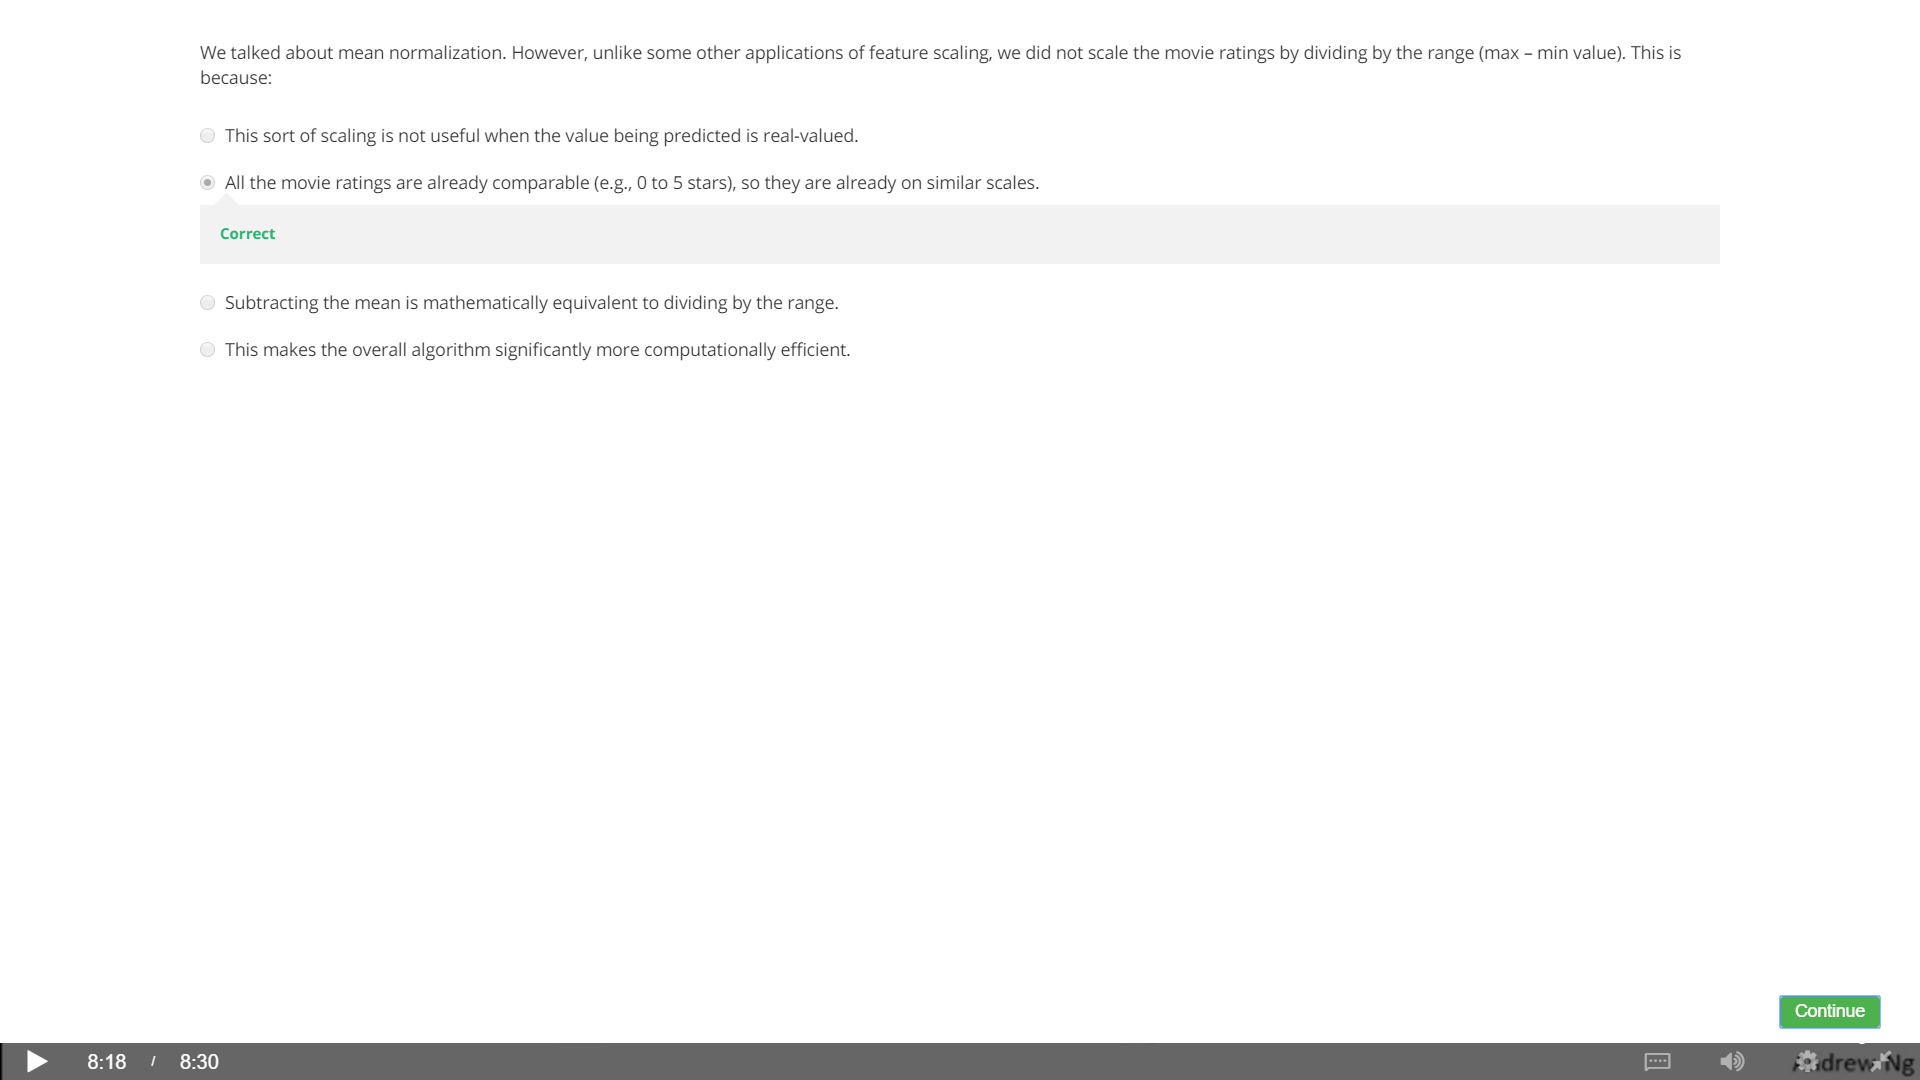 We talked about mean normalization. However, unlike some other applications of feature scaling, we did not scale the movie ratings by dividing by the range (max – min value). This is
because:
This sort of scaling is not useful when the value being predicted is real-valued.
All the movie ratings are already comparable (e.g., 0 to 5 stars), so they are already on similar scales.
Correct
Subtracting the mean is mathematically equivalent to dividing by the range.
This makes the overall algorithm significantly more computationally efficient.
Continue
8:18 / 8:30
Andrew Ng